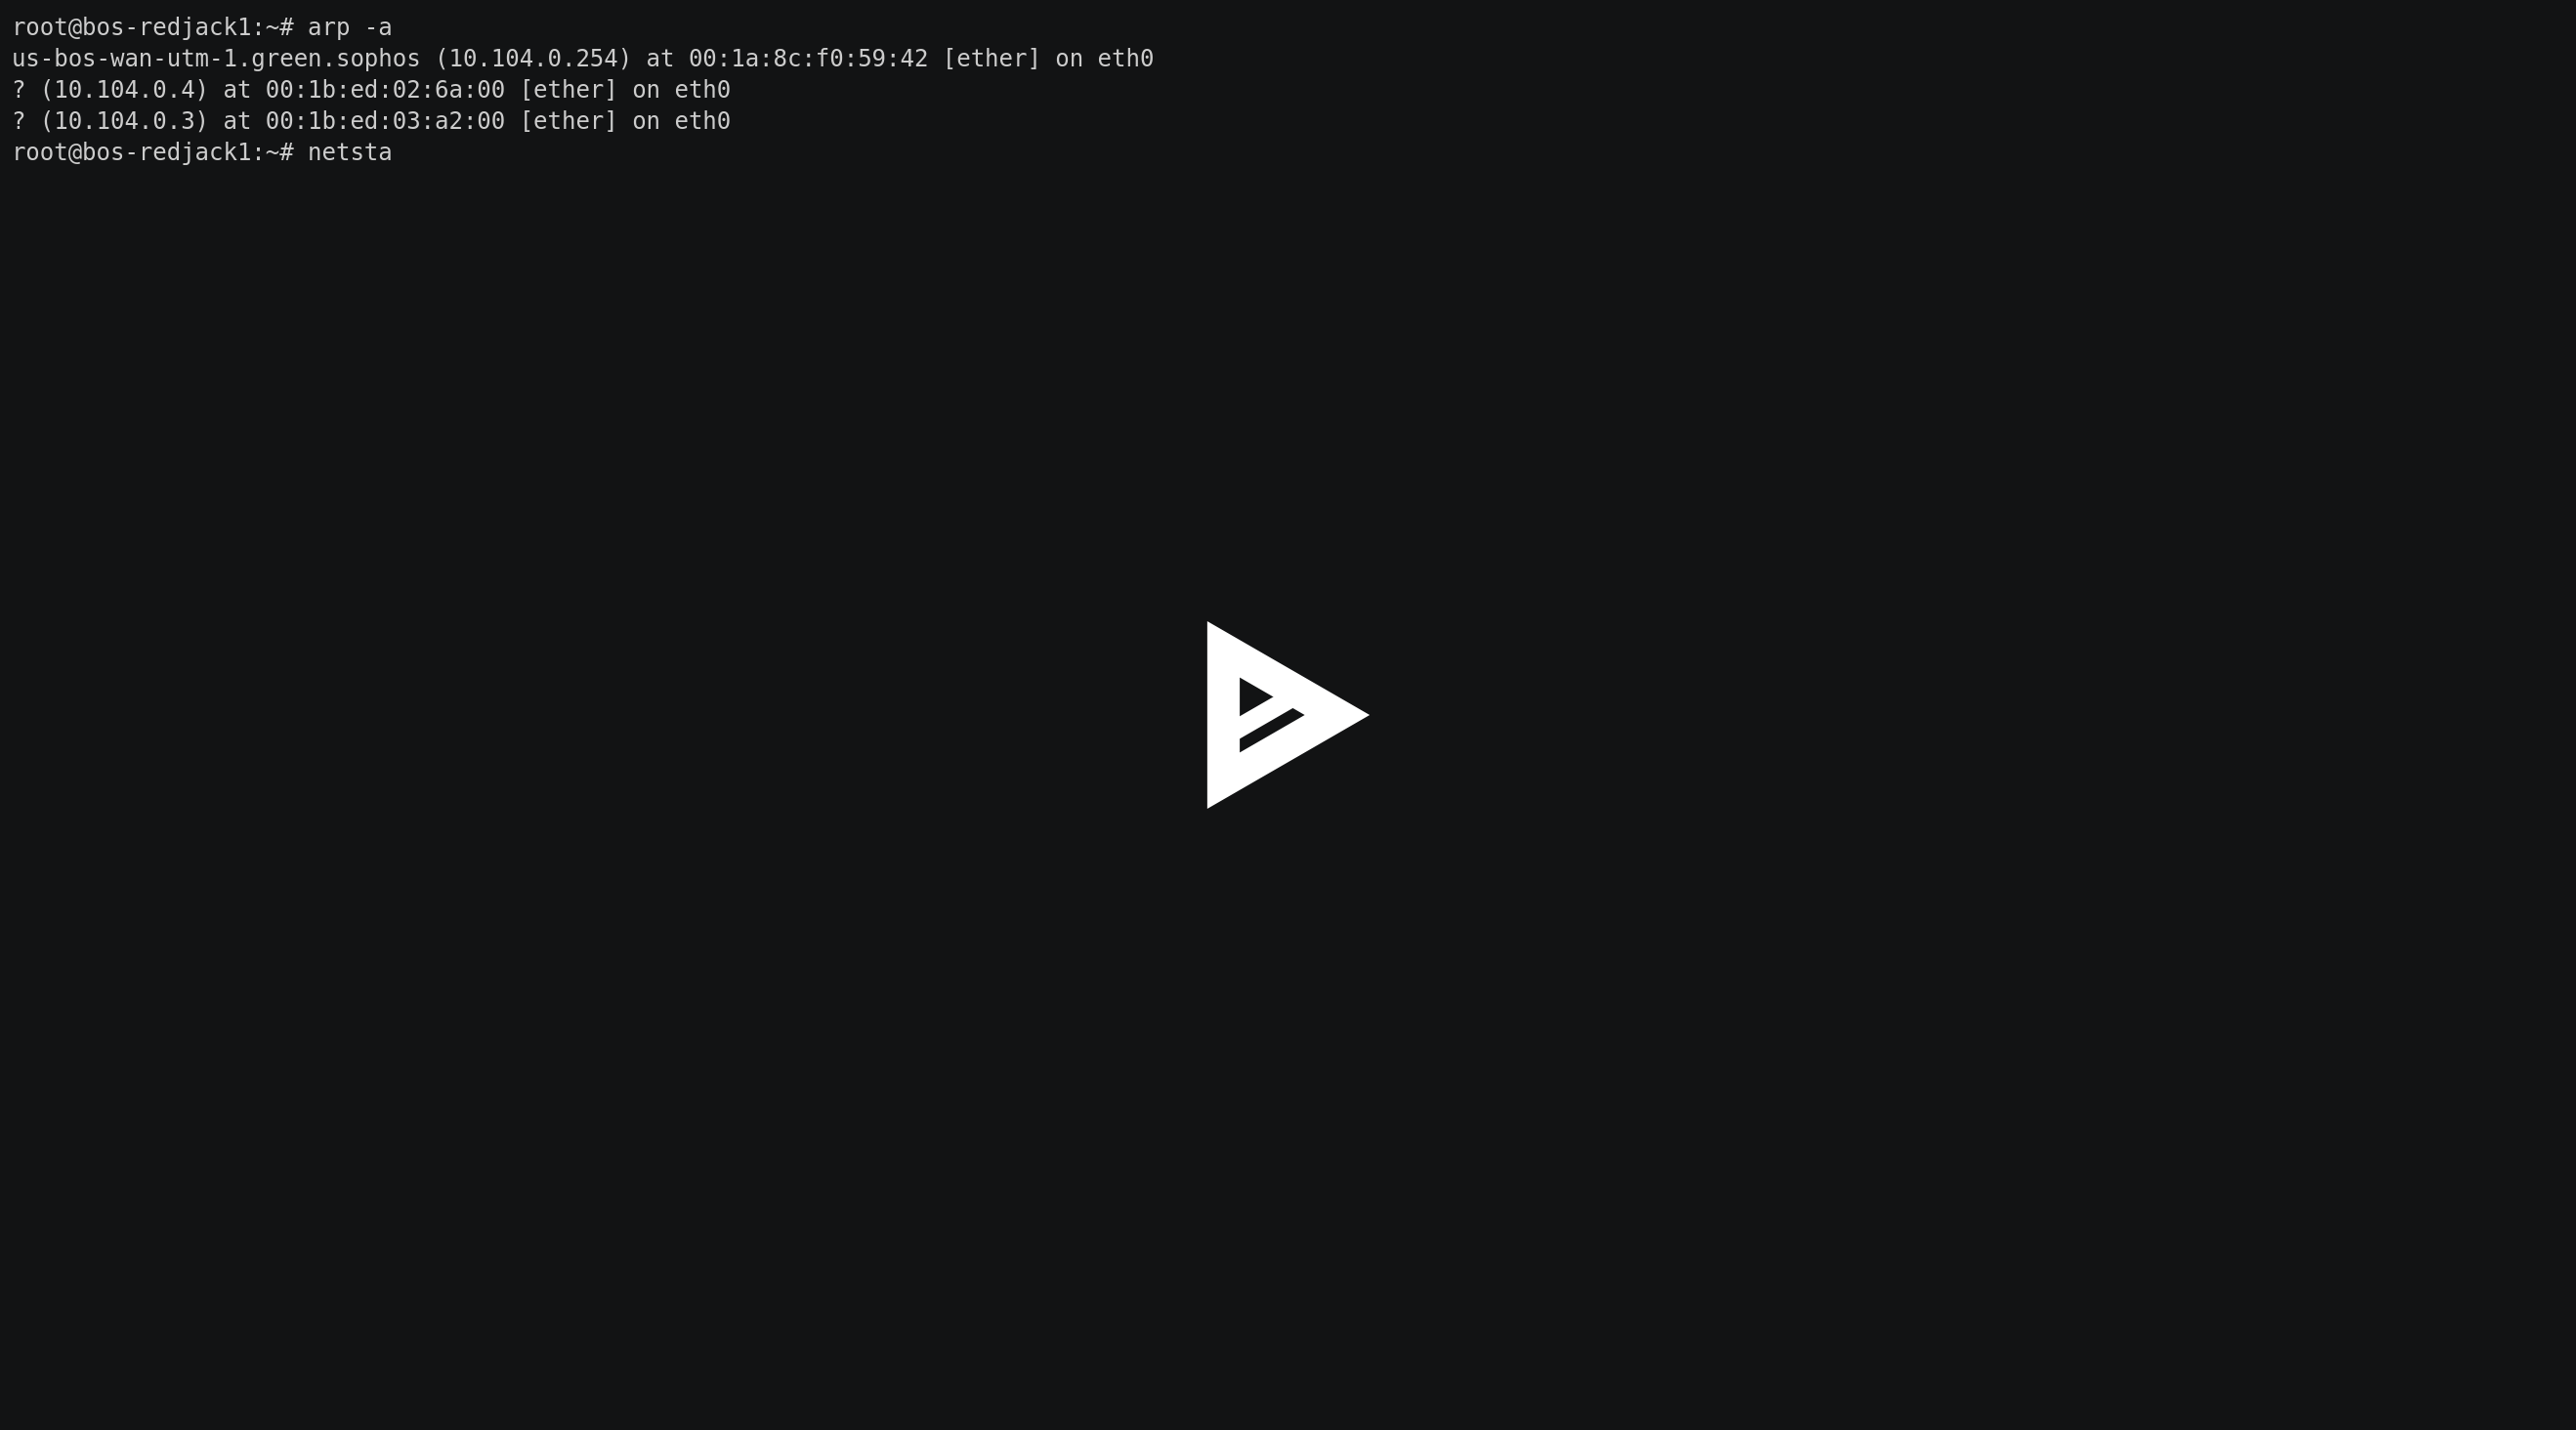 root@bos-redjack1:~# arp -a
us-bos-wan-utm-1.green.sophos (10.104.0.254) at 00:1a:8c:f0:59:42 [ether] on eth0
? (10.104.0.4) at 00:1b:ed:02:6a:00 [ether] on eth0
? (10.104.0.3) at 00:1b:ed:03:a2:00 [ether] on eth0
root@bos-redjack1:~# netsta